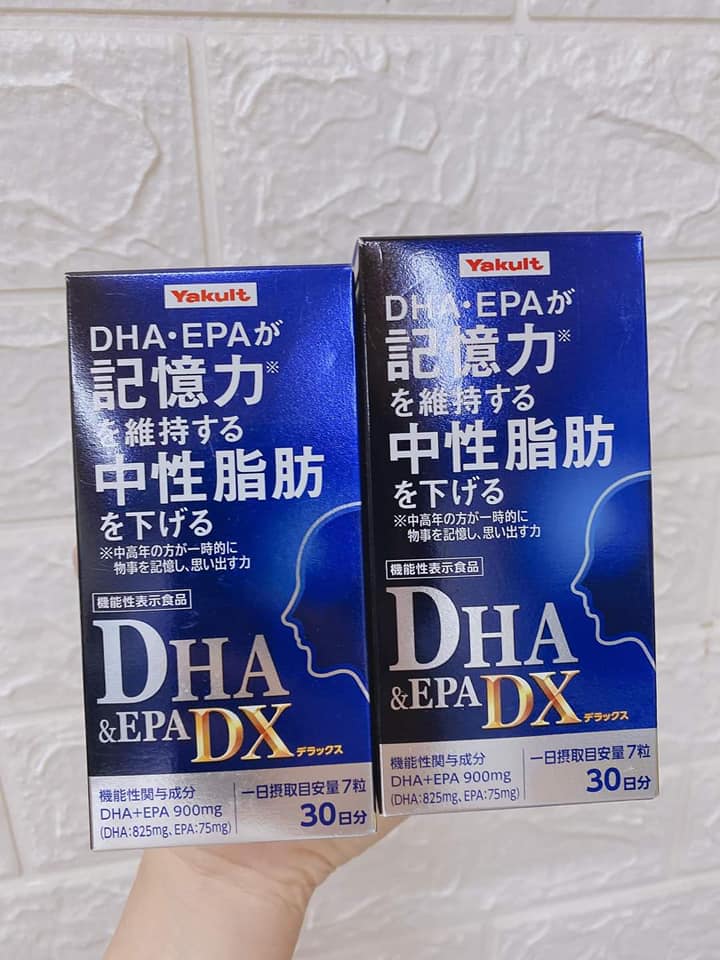 Yakult
DHA・EPAが
記憶力※
を維持する
中性脂肪
を下げる
※中高年の方が一時的に
物事を記憶し、思い出す力
機能性表示食品
DHA
&EPA DX
デラックス
機能性関与成分
DHA+EPA 900mg
(DHA:825mg、EPA:75mg)
一日摂取目安量7粒
30日分
Yakult
DHA・EPAが
記憶力※
を維持する
中性脂肪
を下げる
※中高年の方が一時的に
物事を記憶し、思い出す力
機能性表示食品
DHA
&EPA DX
デラックス
機能性関与成分
DHA+EPA 900mg
(DHA:825mg、EPA:75mg)
一日摂取目安量7粒
30日分